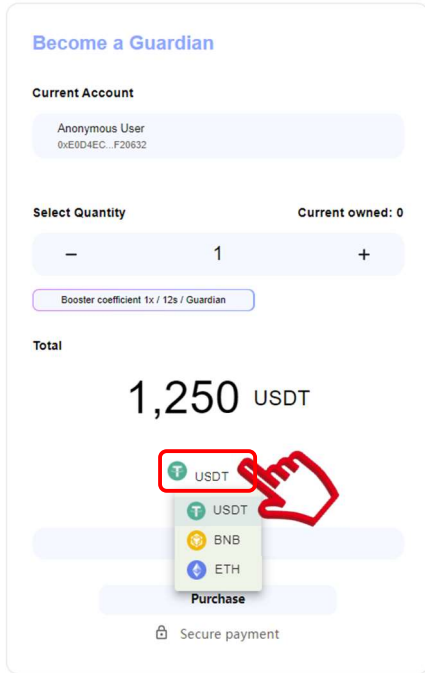 Become a Guardian
Current Account
Anonymous User
0xE0D4EC...F20632
Select Quantity Current owned: 0
− 1 +
Booster coefficient 1x / 12s / Guardian
Total
1,250 USDT
USDT
USDT
BNB
ETH
Purchase
Secure payment